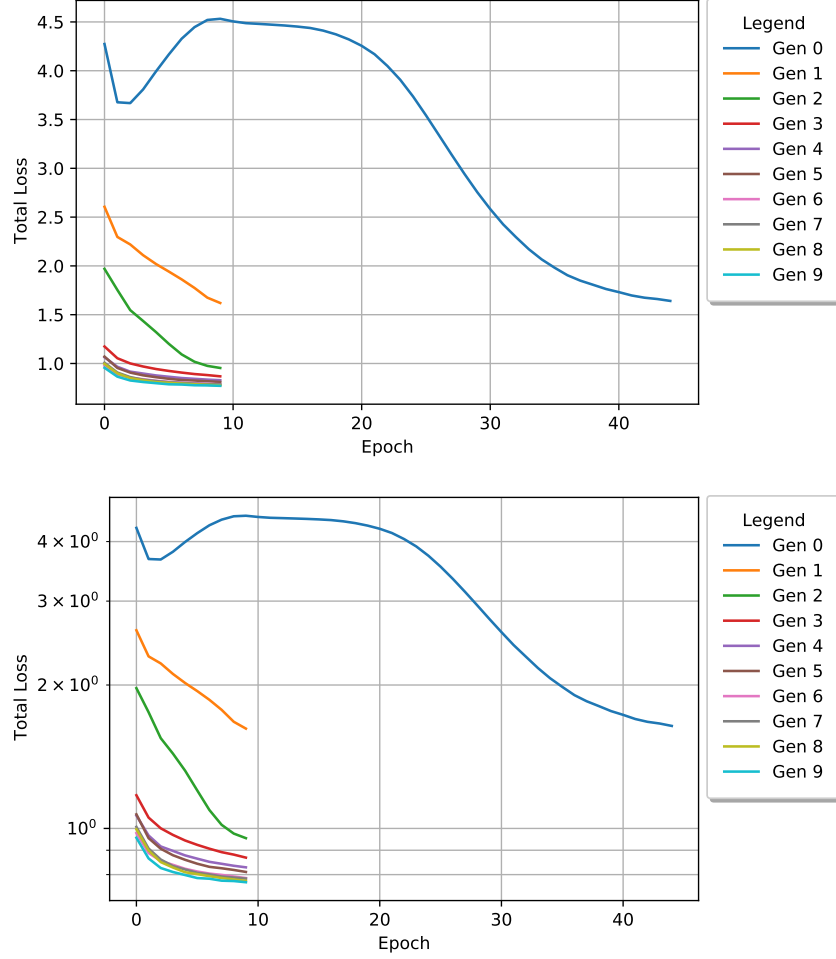 4.5
4.0
3.5
3.0
2.5
2.0
1.5
1.0
Total Loss
0 10 20 30 40
Epoch
Legend
Gen 0
Gen 1
Gen 2
Gen 3
Gen 4
Gen 5
Gen 6
Gen 7
Gen 8
Gen 9
4 × 10⁰
3 × 10⁰
2 × 10⁰
10⁰
Total Loss
0 10 20 30 40
Epoch
Legend
Gen 0
Gen 1
Gen 2
Gen 3
Gen 4
Gen 5
Gen 6
Gen 7
Gen 8
Gen 9